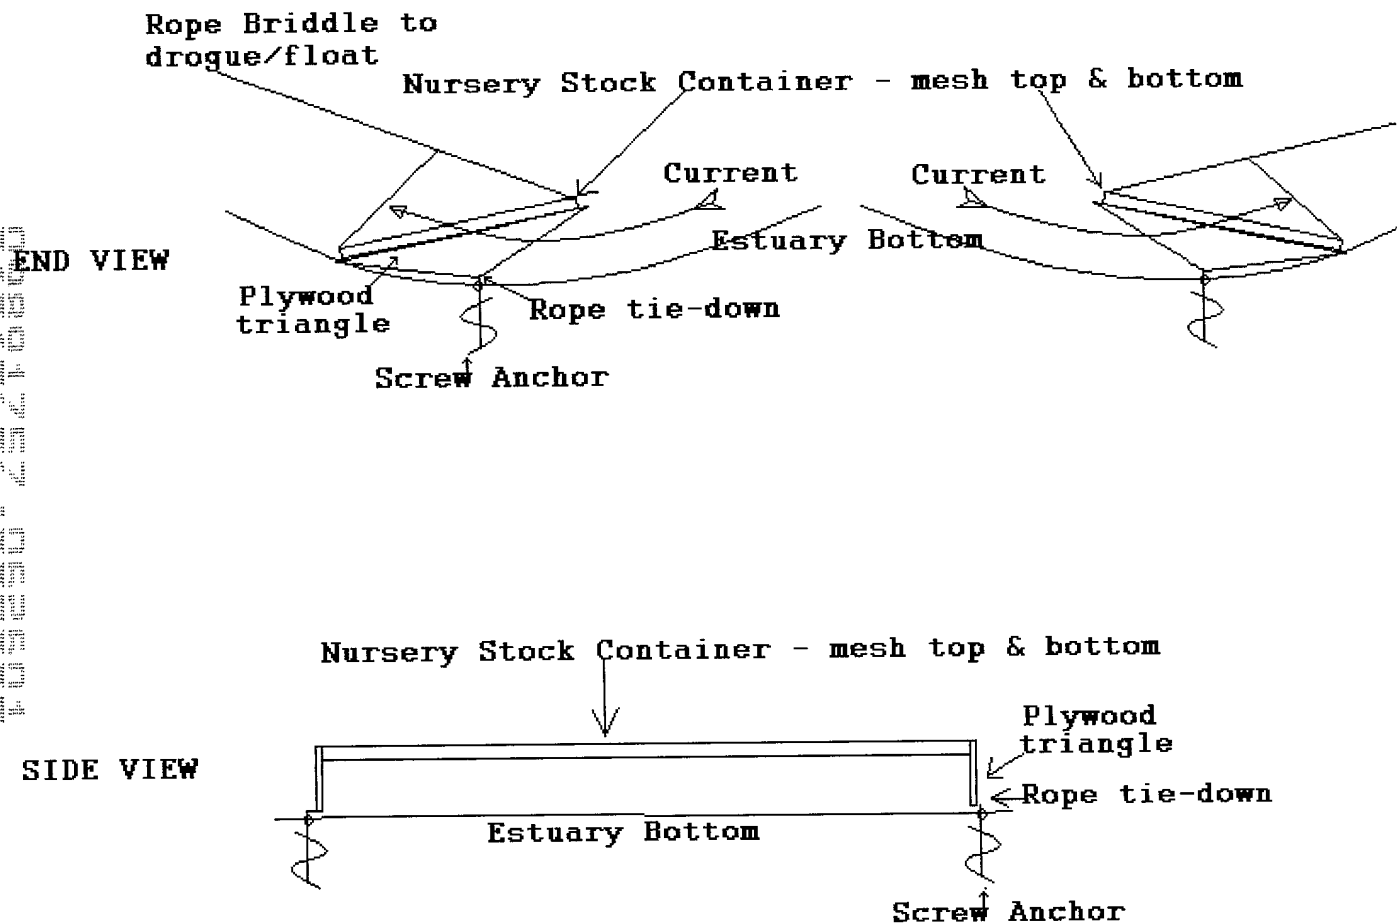 Rope Briddle to
drogue/float
Nursery Stock Container - mesh top & bottom
Current
Current
Estuary Bottom
END VIEW
Plywood
triangle
Rope tie-down
Screw Anchor
Nursery Stock Container - mesh top & bottom
Plywood
triangle
SIDE VIEW
Rope tie-down
Estuary Bottom
Screw Anchor